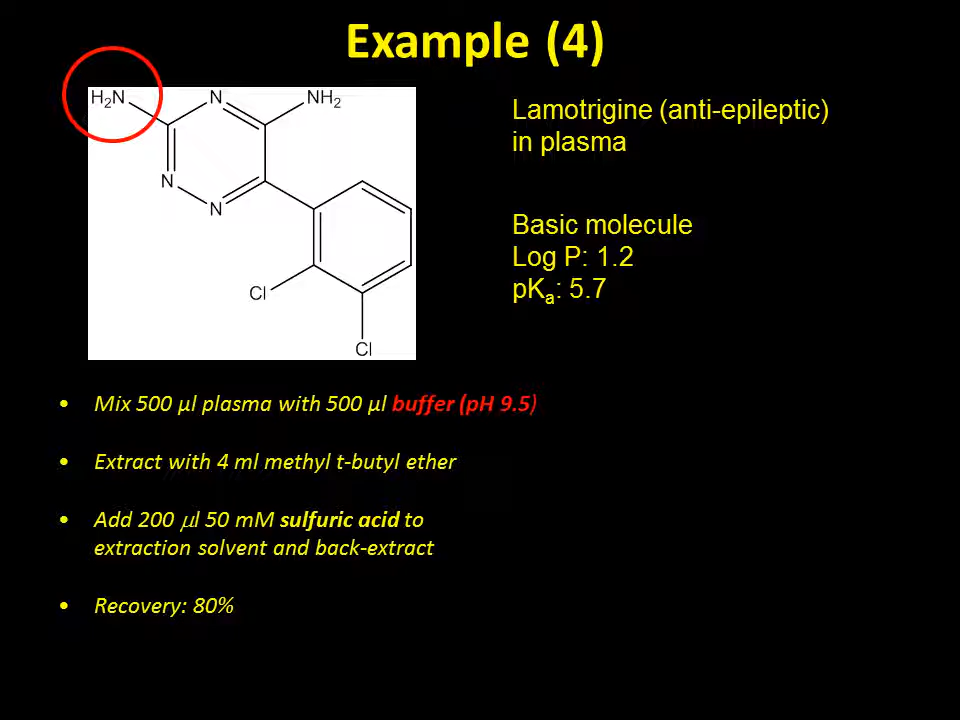 Example (4)
H₂N
N
NH₂
N
N
Cl
Cl
Lamotrigine (anti-epileptic)
in plasma
Basic molecule
Log P: 1.2
pKₐ: 5.7
• Mix 500 µl plasma with 500 µl buffer (pH 9.5)
• Extract with 4 ml methyl t-butyl ether
• Add 200 µl 50 mM sulfuric acid to
extraction solvent and back-extract
• Recovery: 80%